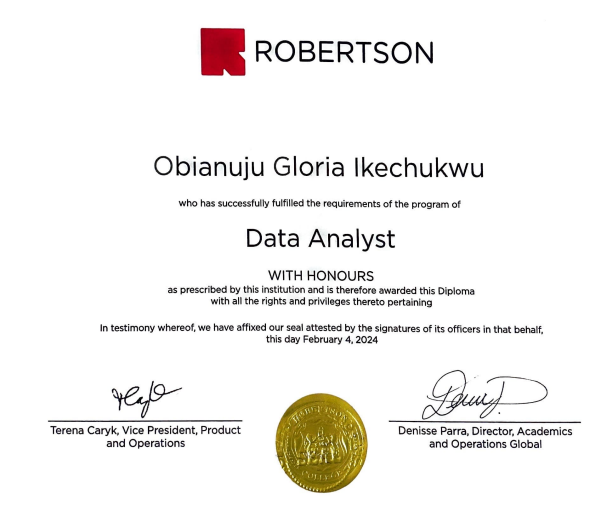 ROBERTSON
Obianuju Gloria Ikechukwu
who has successfully fulfilled the requirements of the program of
Data Analyst
WITH HONOURS
as prescribed by this institution and is therefore awarded this Diploma
with all the rights and privileges thereto pertaining
In testimony whereof, we have affixed our seal attested by the signatures of its officers in that behalf,
this day February 4, 2024
Terena Caryk, Vice President, Product
and Operations
Denisse Parra, Director, Academics
and Operations Global
COLLEGE